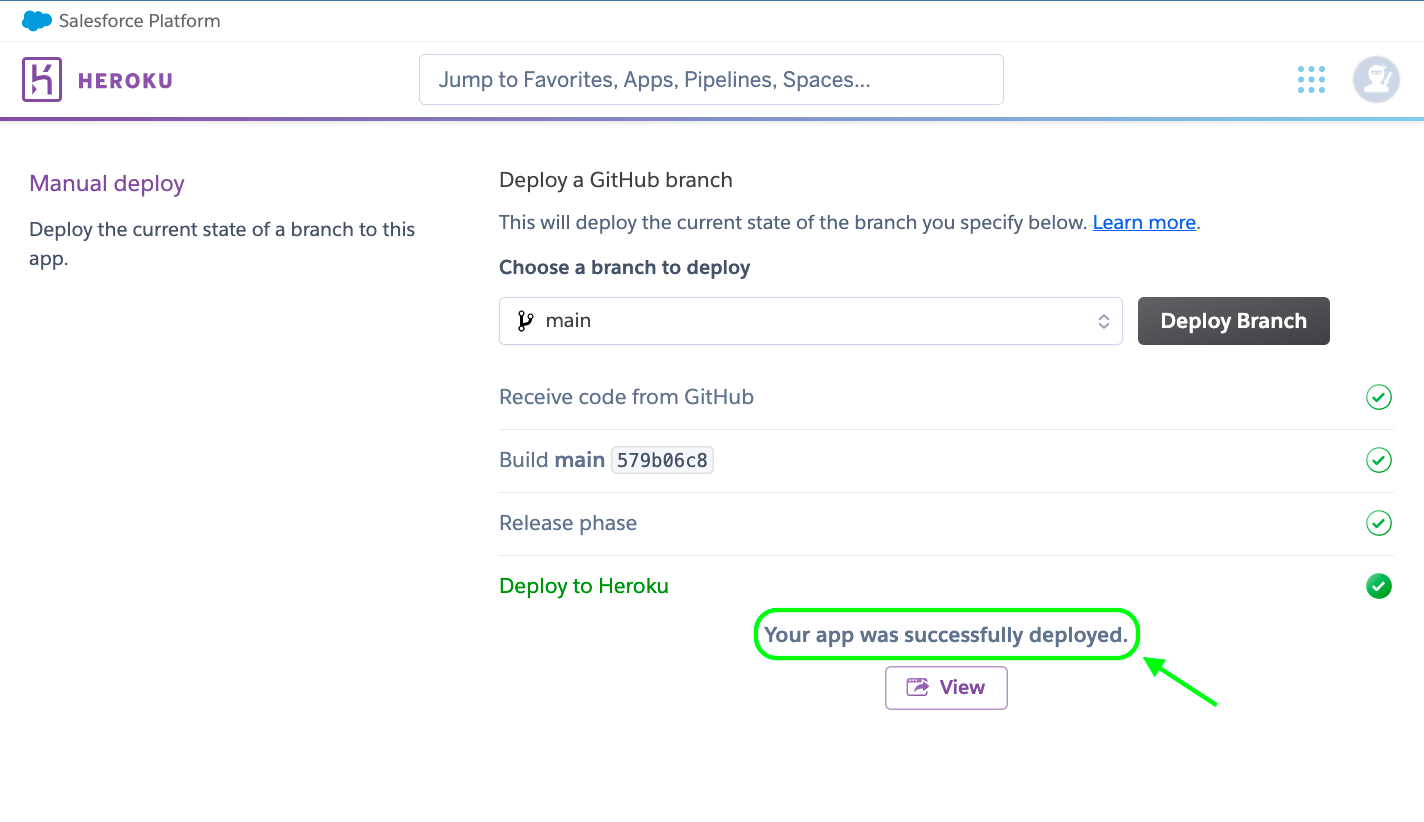 Salesforce Platform
HEROKU
Jump to Favorites, Apps, Pipelines, Spaces...
Manual deploy
Deploy the current state of a branch to this
app.
Deploy a GitHub branch
This will deploy the current state of the branch you specify below. Learn more.
Choose a branch to deploy
main
Deploy Branch
Receive code from GitHub
Build main 579b06c8
Release phase
Deploy to Heroku
Your app was successfully deployed.
View